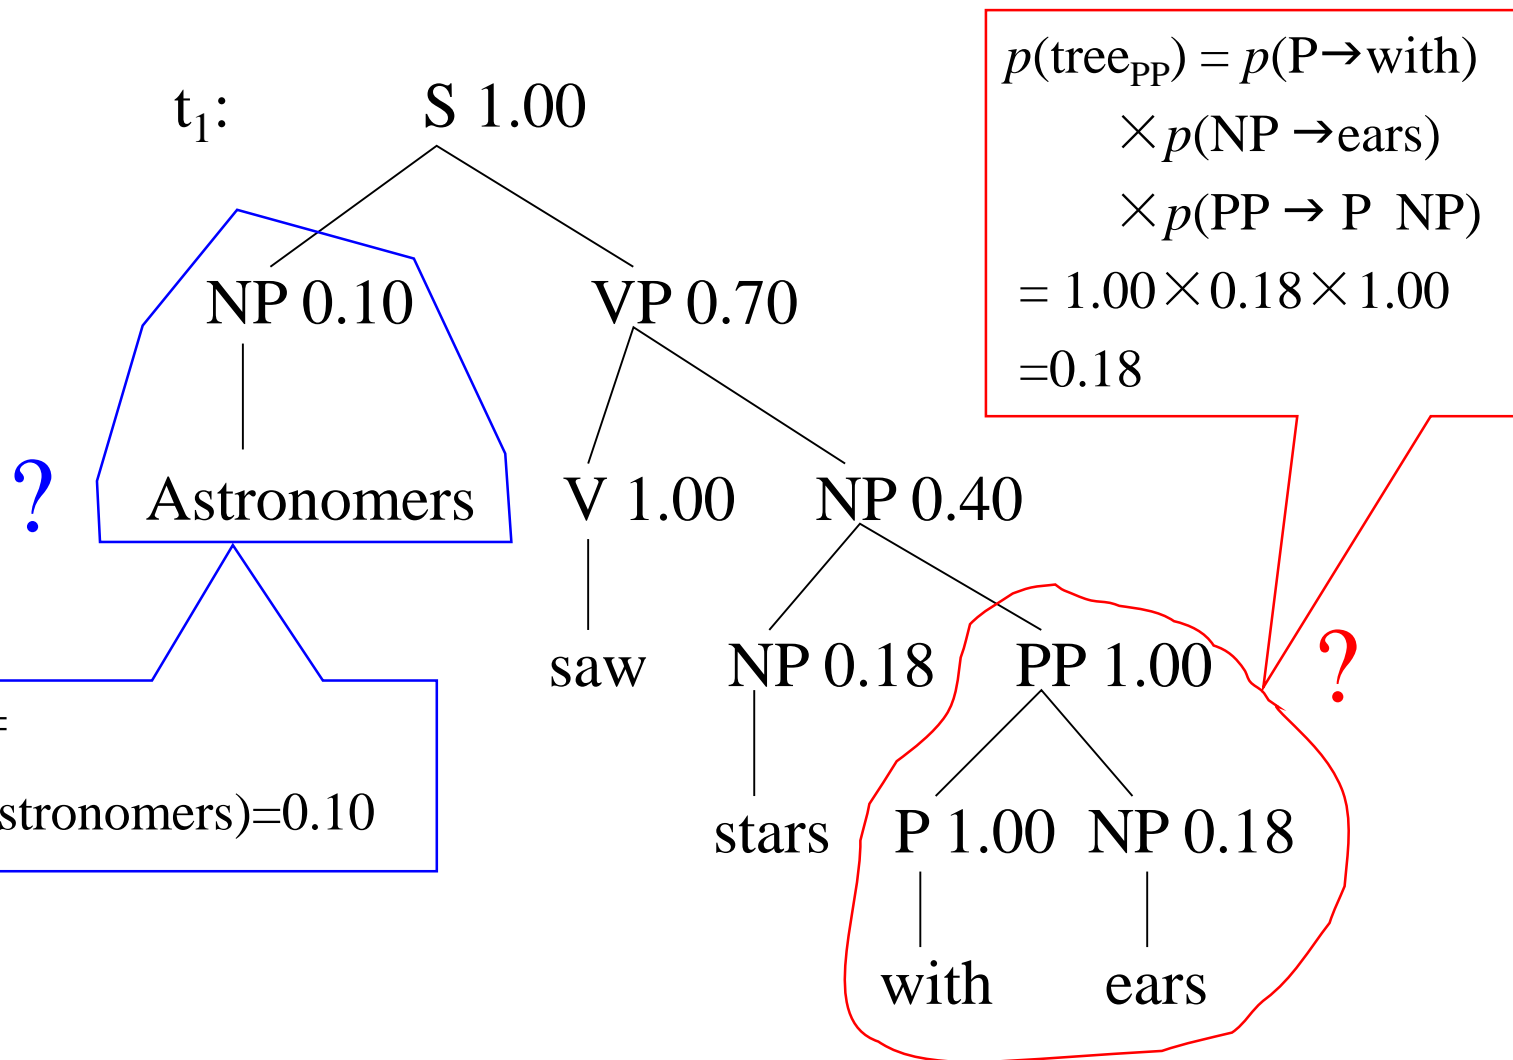 p(tree_PP) = p(P→with)
×p(NP →ears)
×p(PP → P NP)
= 1.00×0.18×1.00
=0.18
t₁: S 1.00
NP 0.10 VP 0.70
? Astronomers V 1.00 NP 0.40
saw NP 0.18 PP 1.00 ?
=
stronomers)=0.10
stars P 1.00 NP 0.18
with ears